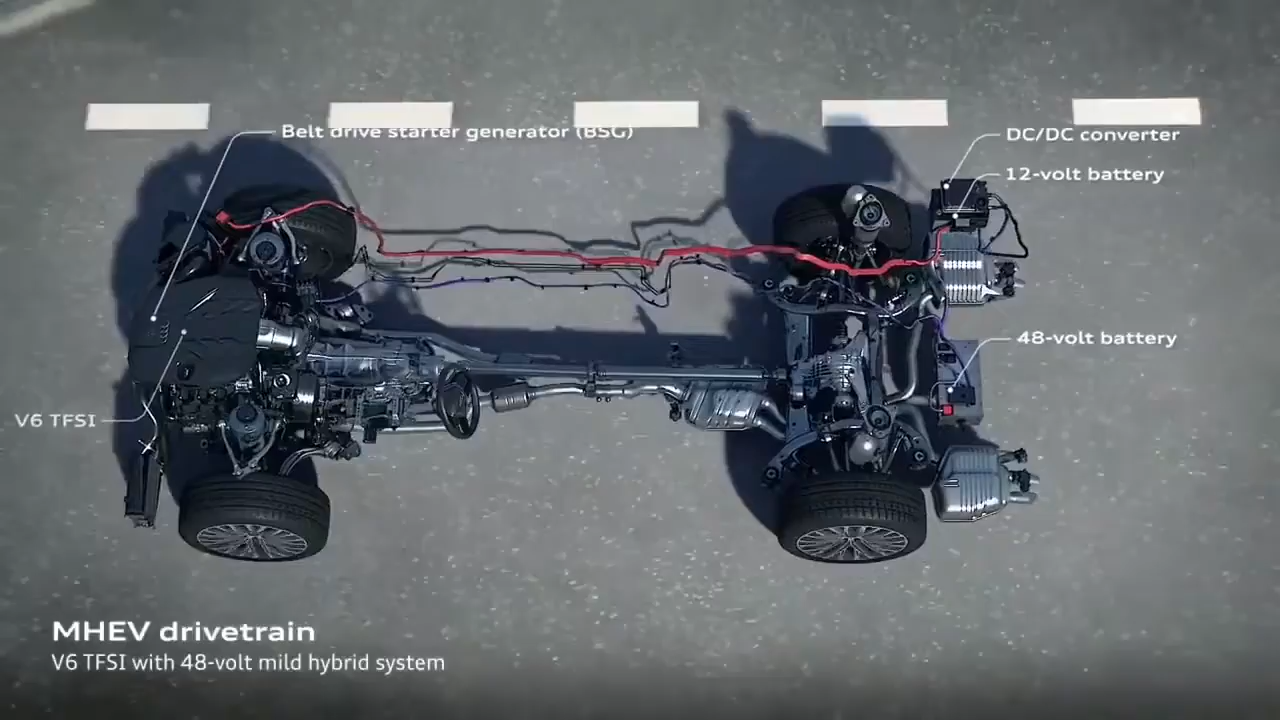 Belt drive starter generator (BSG)
DC/DC converter
12-volt battery
48-volt battery
V6 TFSI
MHEV drivetrain
V6 TFSI with 48-volt mild hybrid system